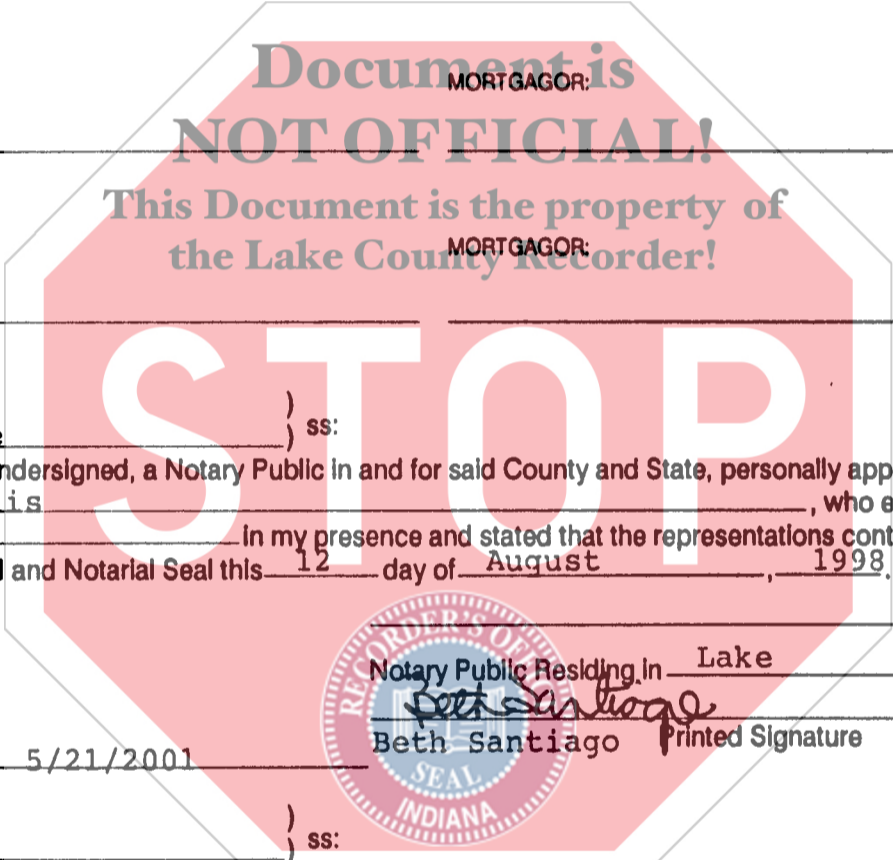 Document is
MORTGAGOR:
NOT OFFICIAL!
This Document is the property of
the Lake County Recorder!
MORTGAGOR:
STOP
)
) ss:
ndersigned, a Notary Public in and for said County and State, personally app
is , who e
in my presence and stated that the representations cont
and Notarial Seal this 12 day of August , 1998.
RECORDER'S OFFICE
Notary Public Residing in Lake
Beth Santiago
Beth Santiago Printed Signature
5/21/2001
SEAL
INDIANA
)
) ss: